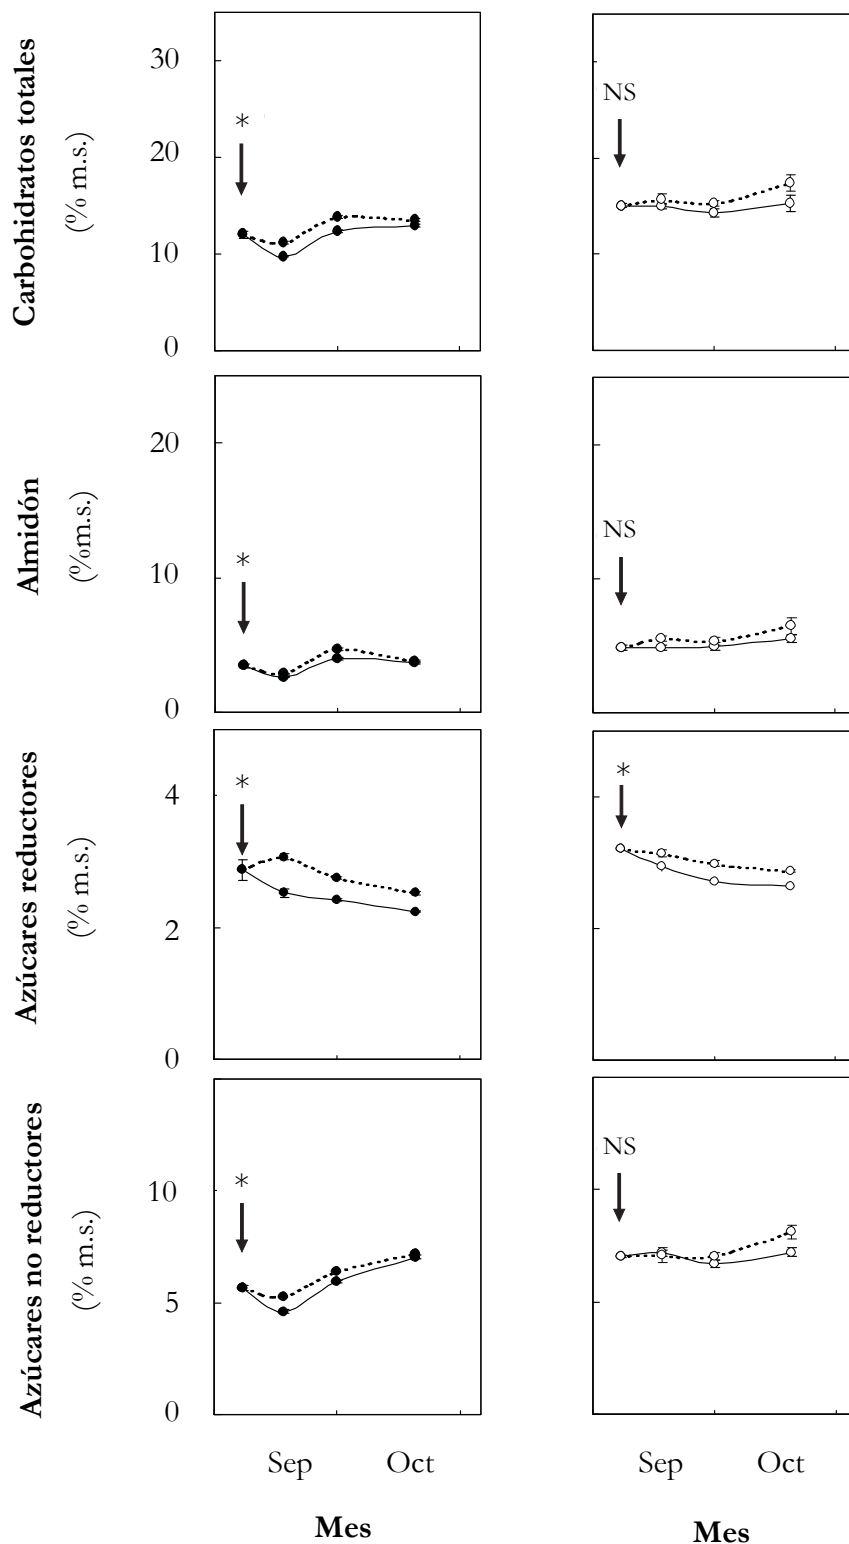 Carbohidratos totales
(% m.s.)
30
20
10
0
*
NS
Almidón
(%m.s.)
20
10
0
*
NS
Azúcares reductores
(% m.s.)
4
2
0
*
*
Azúcares no reductores
(% m.s.)
10
5
0
*
NS
Sep Oct
Sep Oct
Mes
Mes